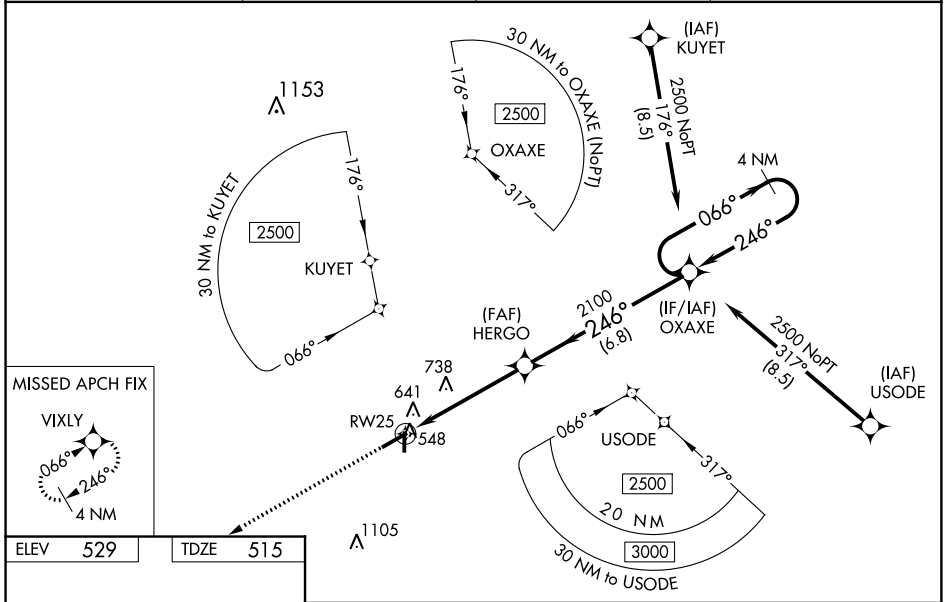 (IAF)
KUYET
2500 NoPT
176°
(8.5)
30 NM to OXAXE (NoPT)
176°
2500
OXAXE
317°
1153
30 NM to KUYET
176°
2500
KUYET
066°
4 NM
066°
246°
(IF/IAF)
OXAXE
2100
246°
(6.8)
(FAF)
HERGO
2500 NoPT
317°
(8.5)
(IAF)
USODE
738
641
RW25
548
1105
066°
USODE
317°
2500
20 NM
3000
30 NM to USODE
MISSED APCH FIX
VIXLY
066°
246°
4 NM
ELEV 529
TDZE 515